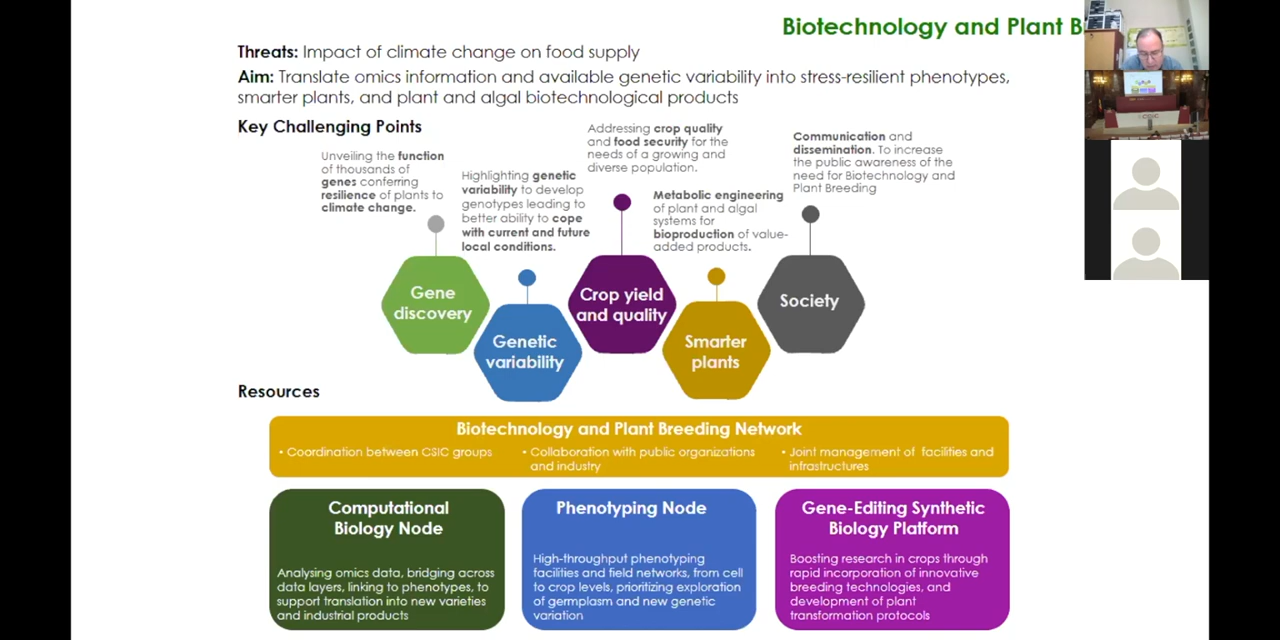 Biotechnology and Plant B
Threats: Impact of climate change on food supply
Aim: Translate omics information and available genetic variability into stress-resilient phenotypes,
smarter plants, and plant and algal biotechnological products
Key Challenging Points
Unveiling the function
of thousands of
genes conferring
resilience of plants to
climate change.
Highlighting genetic
variability to develop
genotypes leading to
better ability to cope
with current and future
local conditions.
Addressing crop quality
and food security for the
needs of a growing and
diverse population.
Metabolic engineering
of plant and algal
systems for
bioproduction of value-
added products.
Communication and
dissemination. To increase
the public awareness of the
need for Biotechnology and
Plant Breeding
Gene
discovery
Genetic
variability
Crop yield
and quality
Smarter
plants
Society
Resources
Biotechnology and Plant Breeding Network
• Coordination between CSIC groups
• Collaboration with public organizations
and industry
• Joint management of facilities and
infrastructures
Computational
Biology Node
Analysing omics data, bridging across
data layers, linking to phenotypes, to
support translation into new varieties
and industrial products
Phenotyping Node
High-throughput phenotyping
facilities and field networks, from cell
to crop levels, prioritizing exploration
of germplasm and new genetic
variation
Gene-Editing Synthetic
Biology Platform
Boosting research in crops through
rapid incorporation of innovative
breeding technologies, and
development of plant
transformation protocols